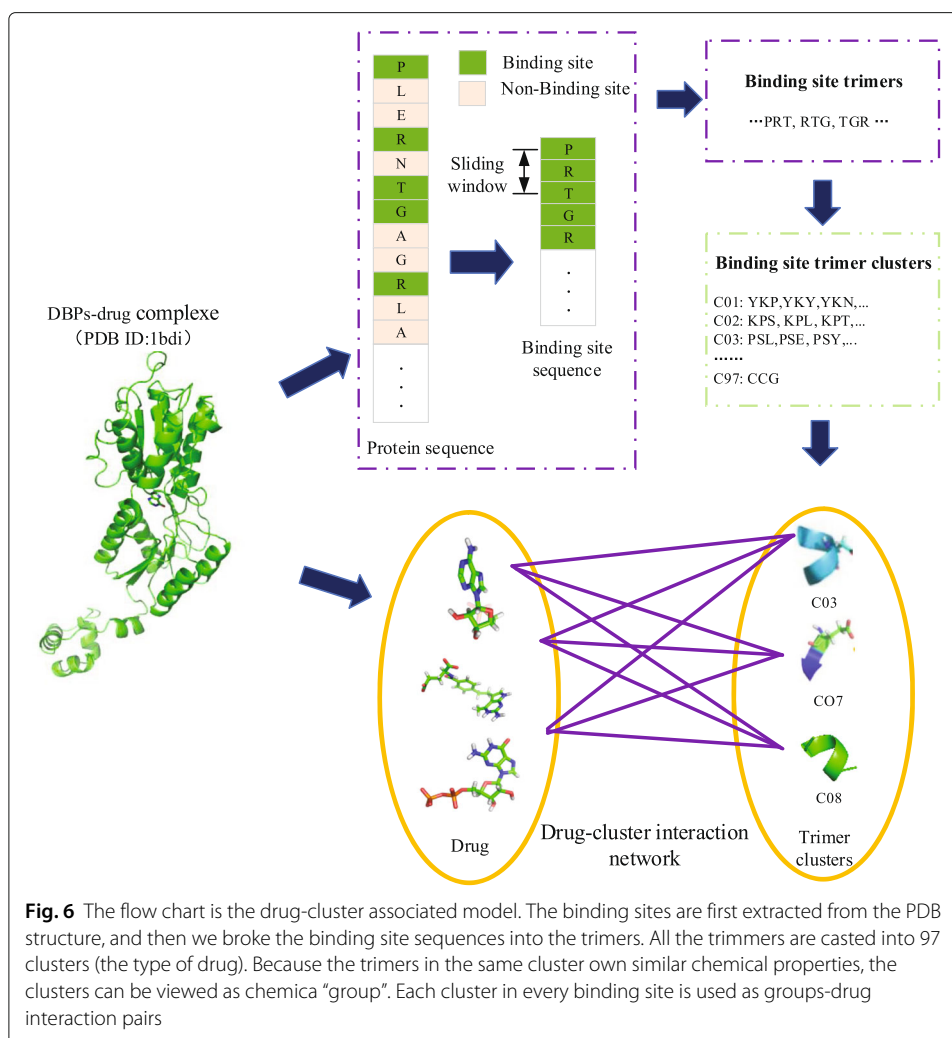 P
L
E
R
N
T
G
A
G
R
L
A
.
.
.
Protein sequence
Binding site
Non-Binding site
Sliding
window
P
R
T
G
R
.
.
.
.
Binding site
sequence
Binding site trimers
···PRT, RTG, TGR ···
Binding site trimer clusters
C01: YKP,YKY,YKN,...
C02: KPS, KPL, KPT,...
C03: PSL,PSE, PSY,...
······
C97: CCG
DBPs-drug complexe
(PDB ID:1bdi)
C03
CO7
C08
Drug
Drug-cluster interaction
network
Trimer
clusters
Fig. 6 The flow chart is the drug-cluster associated model. The binding sites are first extracted from the PDB
structure, and then we broke the binding site sequences into the trimers. All the trimmers are casted into 97
clusters (the type of drug). Because the trimers in the same cluster own similar chemical properties, the
clusters can be viewed as chemica “group”. Each cluster in every binding site is used as groups-drug
interaction pairs